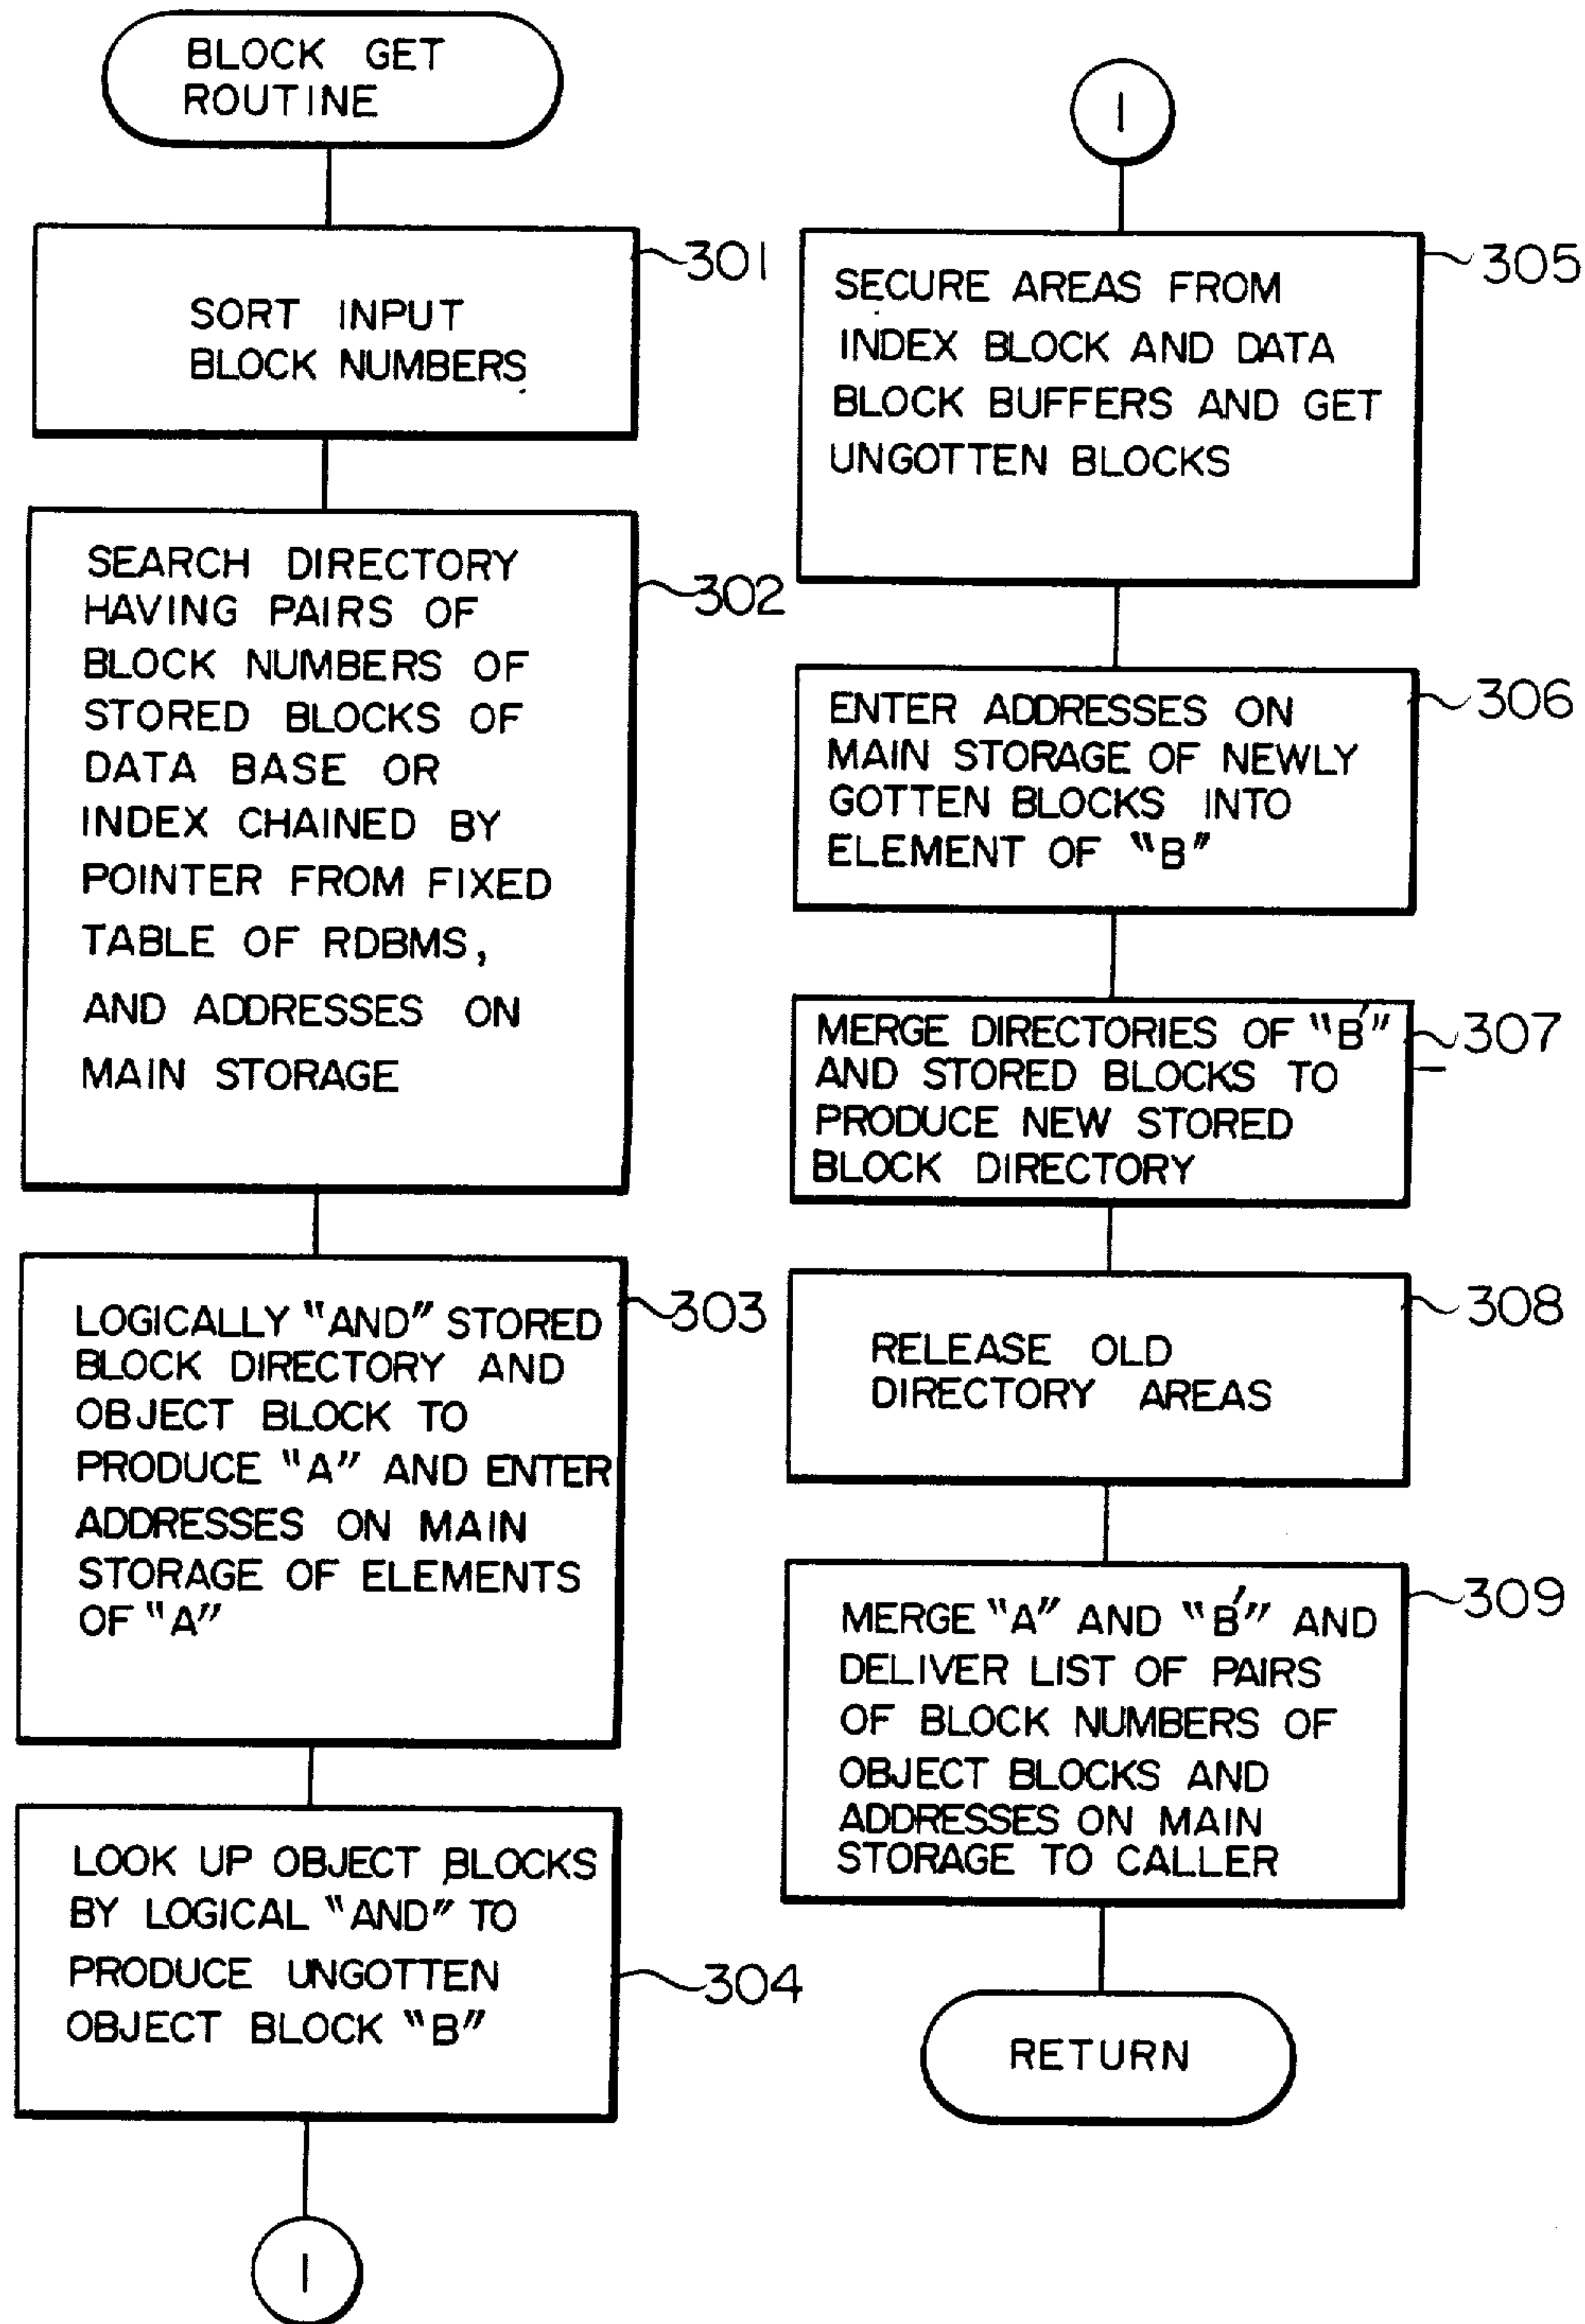 BLOCK GET
ROUTINE
301
SORT INPUT
BLOCK NUMBERS
302
SEARCH DIRECTORY
HAVING PAIRS OF
BLOCK NUMBERS OF
STORED BLOCKS OF
DATA BASE OR
INDEX CHAINED BY
POINTER FROM FIXED
TABLE OF RDBMS,
AND ADDRESSES ON
MAIN STORAGE
303
LOGICALLY "AND" STORED
BLOCK DIRECTORY AND
OBJECT BLOCK TO
PRODUCE "A" AND ENTER
ADDRESSES ON MAIN
STORAGE OF ELEMENTS
OF "A"
304
LOOK UP OBJECT BLOCKS
BY LOGICAL "AND" TO
PRODUCE UNGOTTEN
OBJECT BLOCK "B"
1
1
305
SECURE AREAS FROM
INDEX BLOCK AND DATA
BLOCK BUFFERS AND GET
UNGOTTEN BLOCKS
306
ENTER ADDRESSES ON
MAIN STORAGE OF NEWLY
GOTTEN BLOCKS INTO
ELEMENT OF "B"
307
MERGE DIRECTORIES OF "B'"
AND STORED BLOCKS TO
PRODUCE NEW STORED
BLOCK DIRECTORY
308
RELEASE OLD
DIRECTORY AREAS
309
MERGE "A" AND "B'" AND
DELIVER LIST OF PAIRS
OF BLOCK NUMBERS OF
OBJECT BLOCKS AND
ADDRESSES ON MAIN
STORAGE TO CALLER
RETURN